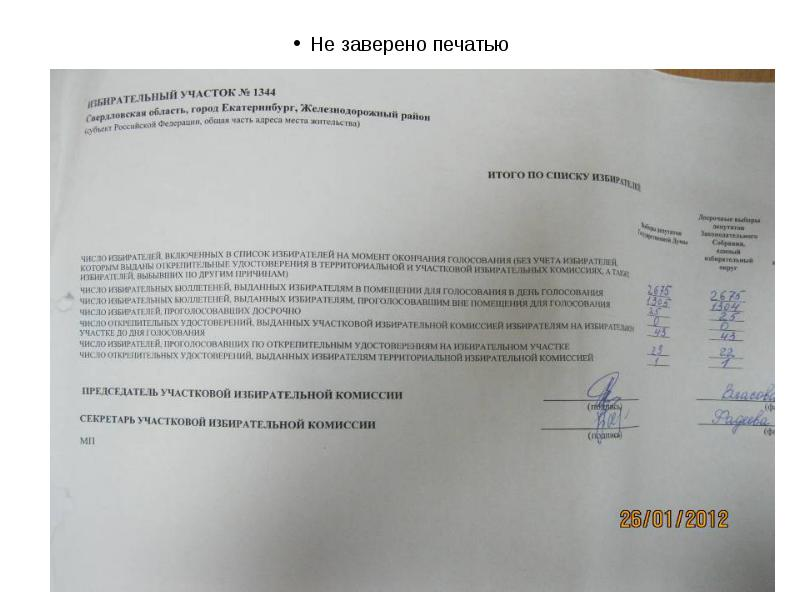 • Не заверено печатью
ИЗБИРАТЕЛЬНЫЙ УЧАСТОК № 1344
Свердловская область, город Екатеринбург, Железнодорожный район
(субъект Российской Федерации, общая часть адреса места жительства)
ИТОГО ПО СПИСКУ ИЗБИРАТЕЛЕЙ
Выборы депутатов
Государственной Думы
Досрочные выборы
депутатов
Законодательного
Собрания,
единый
избирательный
округ
ЧИСЛО ИЗБИРАТЕЛЕЙ, ВКЛЮЧЕННЫХ В СПИСОК ИЗБИРАТЕЛЕЙ НА МОМЕНТ ОКОНЧАНИЯ ГОЛОСОВАНИЯ (БЕЗ УЧЕТА ИЗБИРАТЕЛЕЙ,
КОТОРЫМ ВЫДАНЫ ОТКРЕПИТЕЛЬНЫЕ УДОСТОВЕРЕНИЯ В ТЕРРИТОРИАЛЬНОЙ И УЧАСТКОВОЙ ИЗБИРАТЕЛЬНЫХ КОМИССИЯХ, А ТАКЖЕ
ИЗБИРАТЕЛЕЙ, ВЫБЫВШИХ ПО ДРУГИМ ПРИЧИНАМ) 2675 2675
ЧИСЛО ИЗБИРАТЕЛЬНЫХ БЮЛЛЕТЕНЕЙ, ВЫДАННЫХ ИЗБИРАТЕЛЯМ В ПОМЕЩЕНИИ ДЛЯ ГОЛОСОВАНИЯ В ДЕНЬ ГОЛОСОВАНИЯ 1305 1304
ЧИСЛО ИЗБИРАТЕЛЬНЫХ БЮЛЛЕТЕНЕЙ, ВЫДАННЫХ ИЗБИРАТЕЛЯМ, ПРОГОЛОСОВАВШИМ ВНЕ ПОМЕЩЕНИЯ ДЛЯ ГОЛОСОВАНИЯ 25 25
ЧИСЛО ИЗБИРАТЕЛЕЙ, ПРОГОЛОСОВАВШИХ ДОСРОЧНО 0 0
ЧИСЛО ОТКРЕПИТЕЛЬНЫХ УДОСТОВЕРЕНИЙ, ВЫДАННЫХ УЧАСТКОВОЙ ИЗБИРАТЕЛЬНОЙ КОМИССИЕЙ ИЗБИРАТЕЛЯМ НА ИЗБИРАТЕЛЬНОМ
УЧАСТКЕ ДО ДНЯ ГОЛОСОВАНИЯ 43 43
ЧИСЛО ИЗБИРАТЕЛЕЙ, ПРОГОЛОСОВАВШИХ ПО ОТКРЕПИТЕЛЬНЫМ УДОСТОВЕРЕНИЯМ НА ИЗБИРАТЕЛЬНОМ УЧАСТКЕ 23 22
ЧИСЛО ОТКРЕПИТЕЛЬНЫХ УДОСТОВЕРЕНИЙ, ВЫДАННЫХ ИЗБИРАТЕЛЯМ ТЕРРИТОРИАЛЬНОЙ ИЗБИРАТЕЛЬНОЙ КОМИССИЕЙ 1 1
ПРЕДСЕДАТЕЛЬ УЧАСТКОВОЙ ИЗБИРАТЕЛЬНОЙ КОМИССИИ Власова
(подпись) (фа
СЕКРЕТАРЬ УЧАСТКОВОЙ ИЗБИРАТЕЛЬНОЙ КОМИССИИ Фадеева
(подпись) (фа
МП
26/01/2012